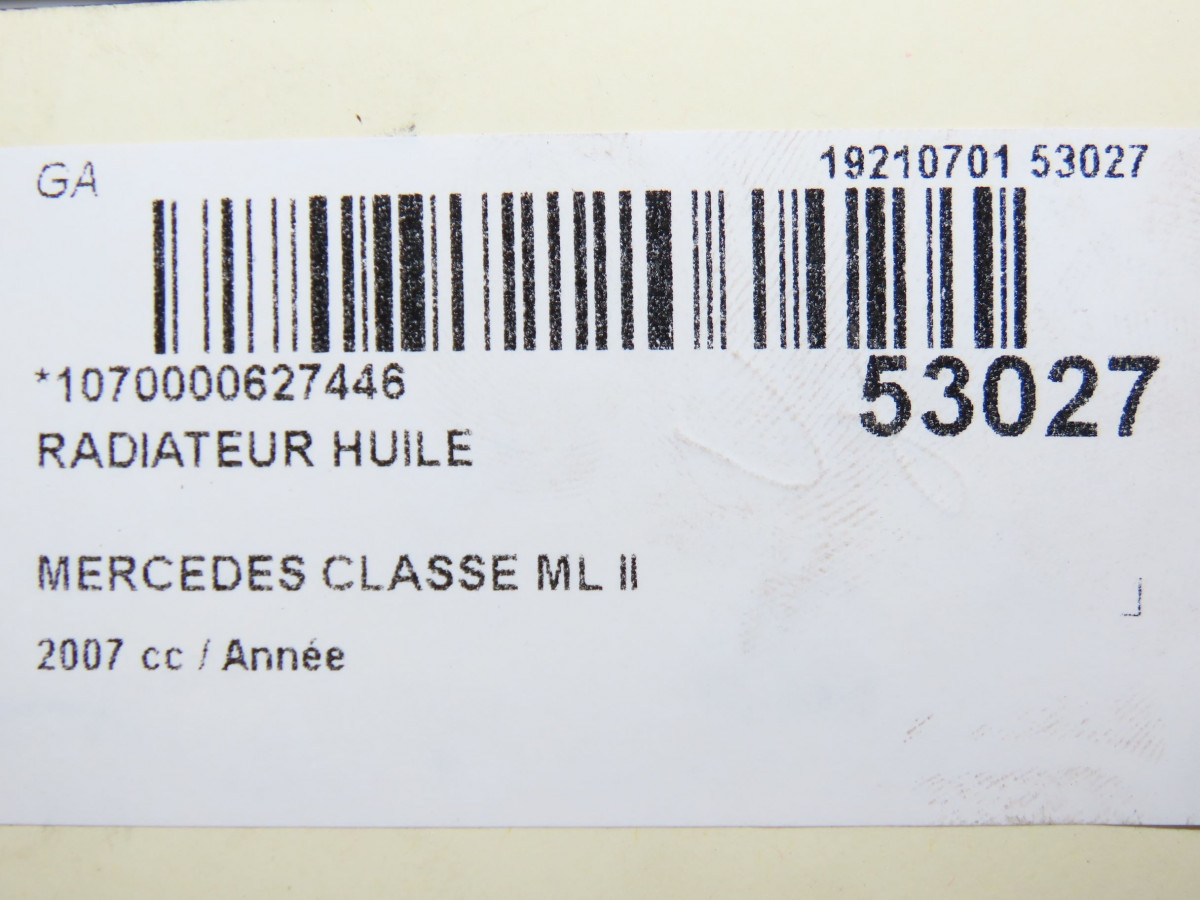 GA
19210701 53027
*1070000627446
53027
RADIATEUR HUILE
MERCEDES CLASSE ML II
2007 cc / Année